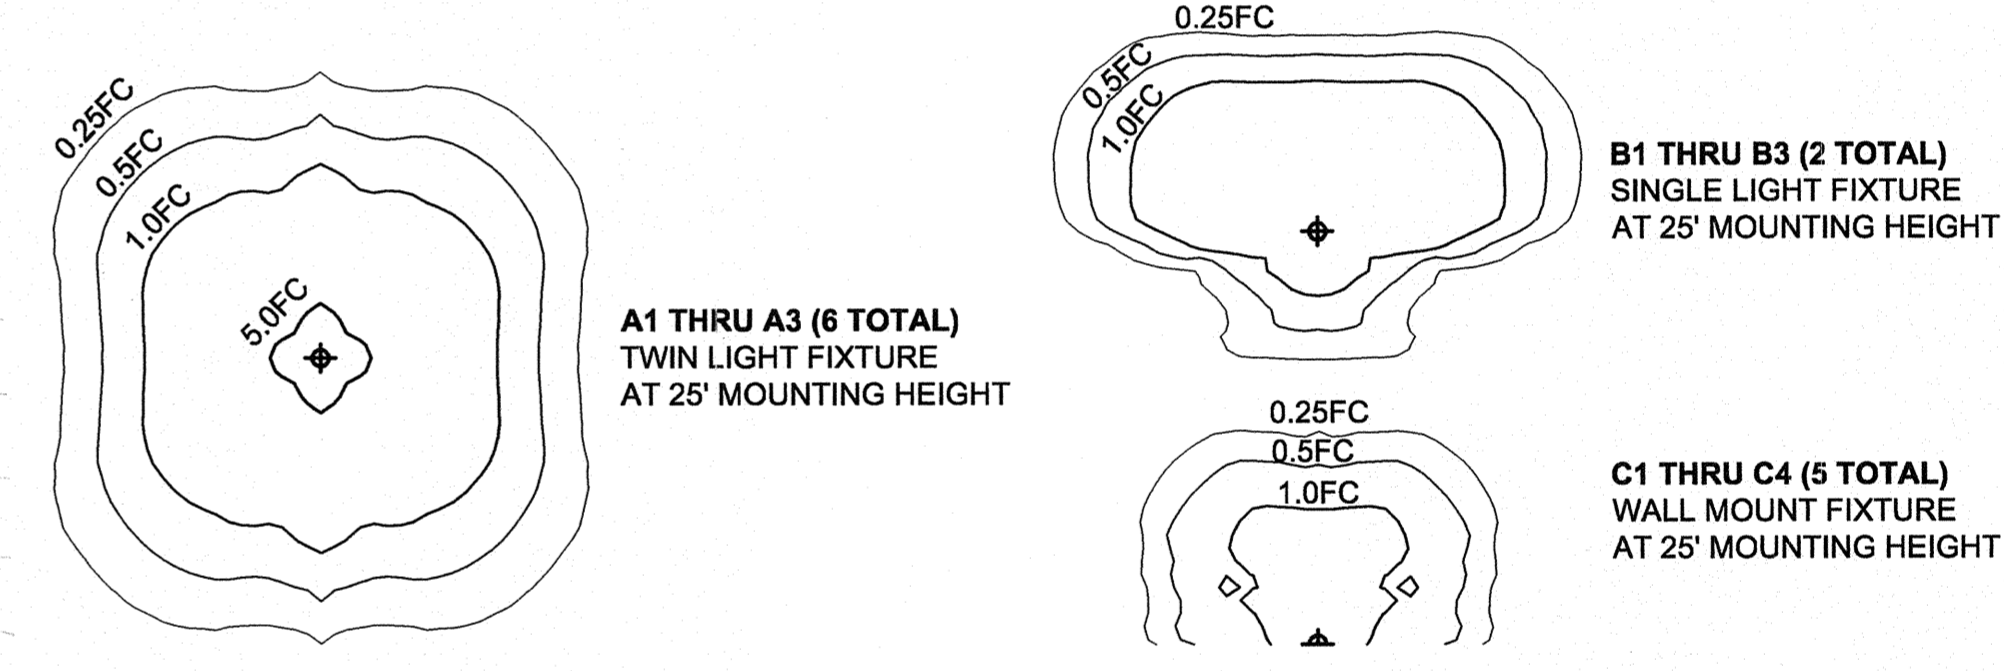 0.25FC
0.5FC
1.0FC
5.0FC
A1 THRU A3 (6 TOTAL)
TWIN LIGHT FIXTURE
AT 25' MOUNTING HEIGHT
0.25FC
0.5FC
1.0FC
B1 THRU B3 (2 TOTAL)
SINGLE LIGHT FIXTURE
AT 25' MOUNTING HEIGHT
0.25FC
0.5FC
1.0FC
C1 THRU C4 (5 TOTAL)
WALL MOUNT FIXTURE
AT 25' MOUNTING HEIGHT